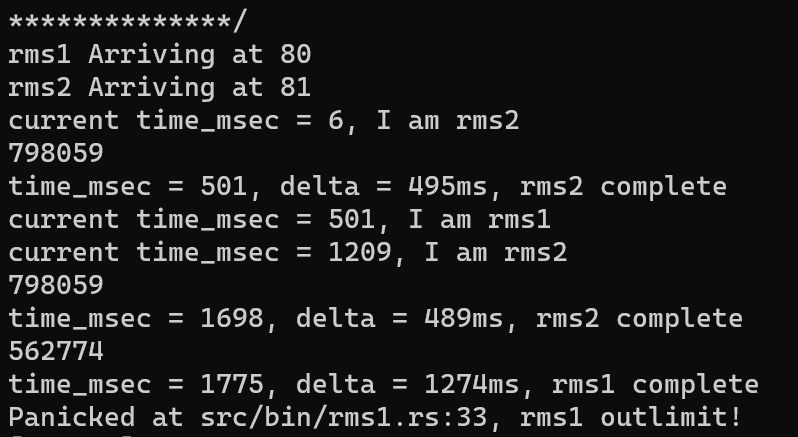 **************/
rms1 Arriving at 80
rms2 Arriving at 81
current time_msec = 6, I am rms2
798059
time_msec = 501, delta = 495ms, rms2 complete
current time_msec = 501, I am rms1
current time_msec = 1209, I am rms2
798059
time_msec = 1698, delta = 489ms, rms2 complete
562774
time_msec = 1775, delta = 1274ms, rms1 complete
Panicked at src/bin/rms1.rs:33, rms1 outlimit!